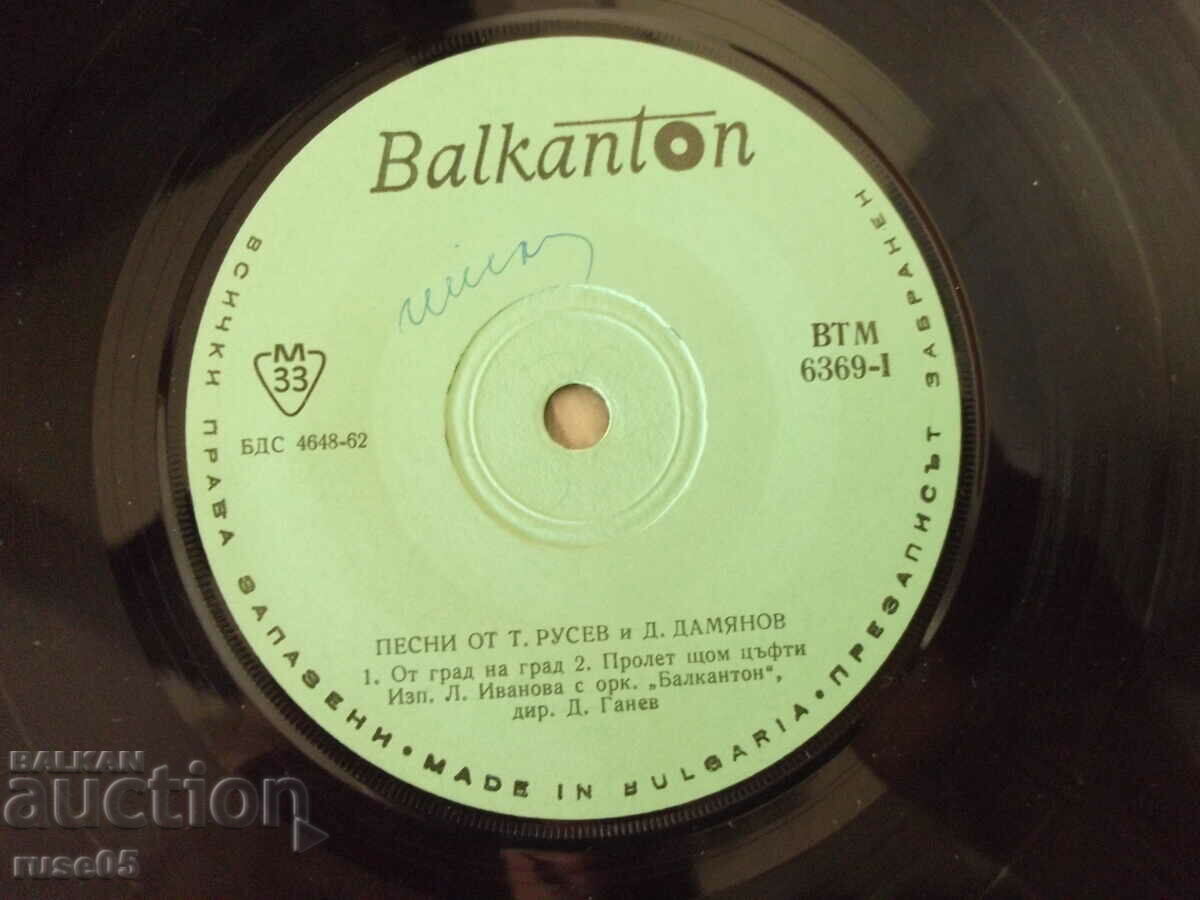 Balkanton
ВСИЧКИ ПРАВА ЗАПАЗЕНИ • MADE IN BULGARIA • ПРЕЗАПИСЪТ ЗАБРАНЕН
М
33
БДС 4648-62
ВТМ
6369-I
ПЕСНИ ОТ Т. РУСЕВ и Д. ДАМЯНОВ
1. От град на град 2. Пролет щом цъфти
Изп. Л. Иванова с орк. „Балкантон“,
дир. Д. Ганев
BALKAN
auction
ruse05